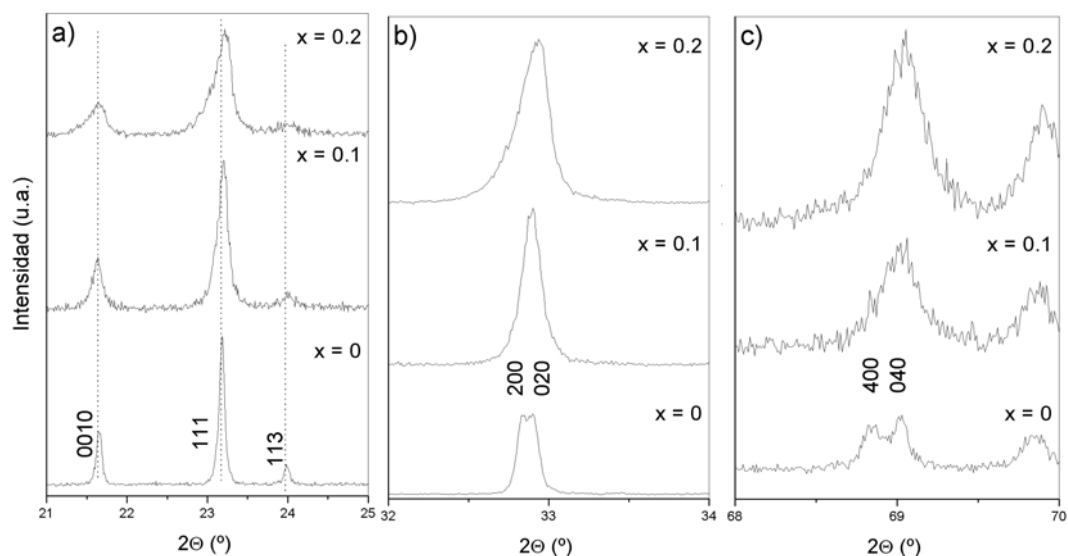 a)
x = 0.2
x = 0.1
x = 0
0010
111
113
Intensidad (u.a.)
21 22 23 24 25
2Θ (º)
b)
x = 0.2
x = 0.1
200
020
x = 0
32 33 34
2Θ (º)
c)
x = 0.2
x = 0.1
400
040
x = 0
68 69 70
2Θ (º)